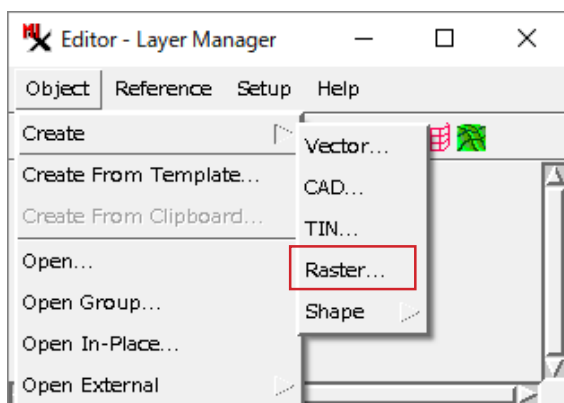 Editor - Layer Manager
Object Reference Setup Help
Create
Create From Template...
Create From Clipboard...
Open...
Open Group...
Open In-Place...
Open External
Vector...
CAD...
TIN...
Raster...
Shape